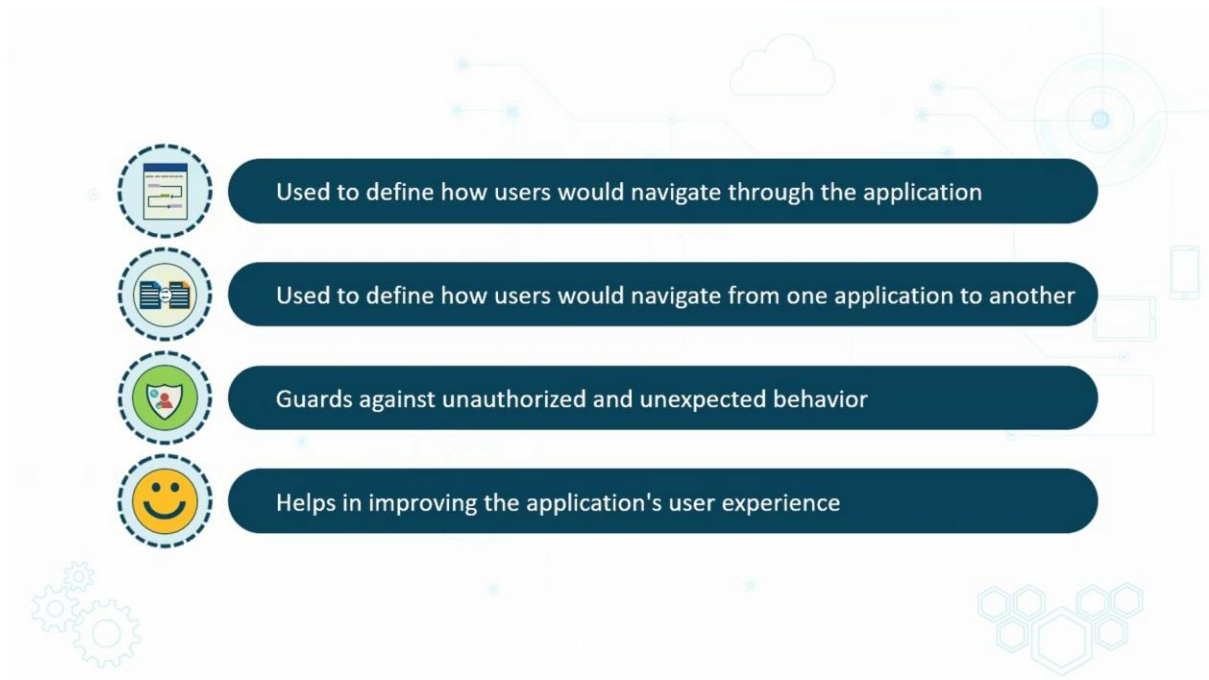 Used to define how users would navigate through the application
Used to define how users would navigate from one application to another
Guards against unauthorized and unexpected behavior
Helps in improving the application's user experience